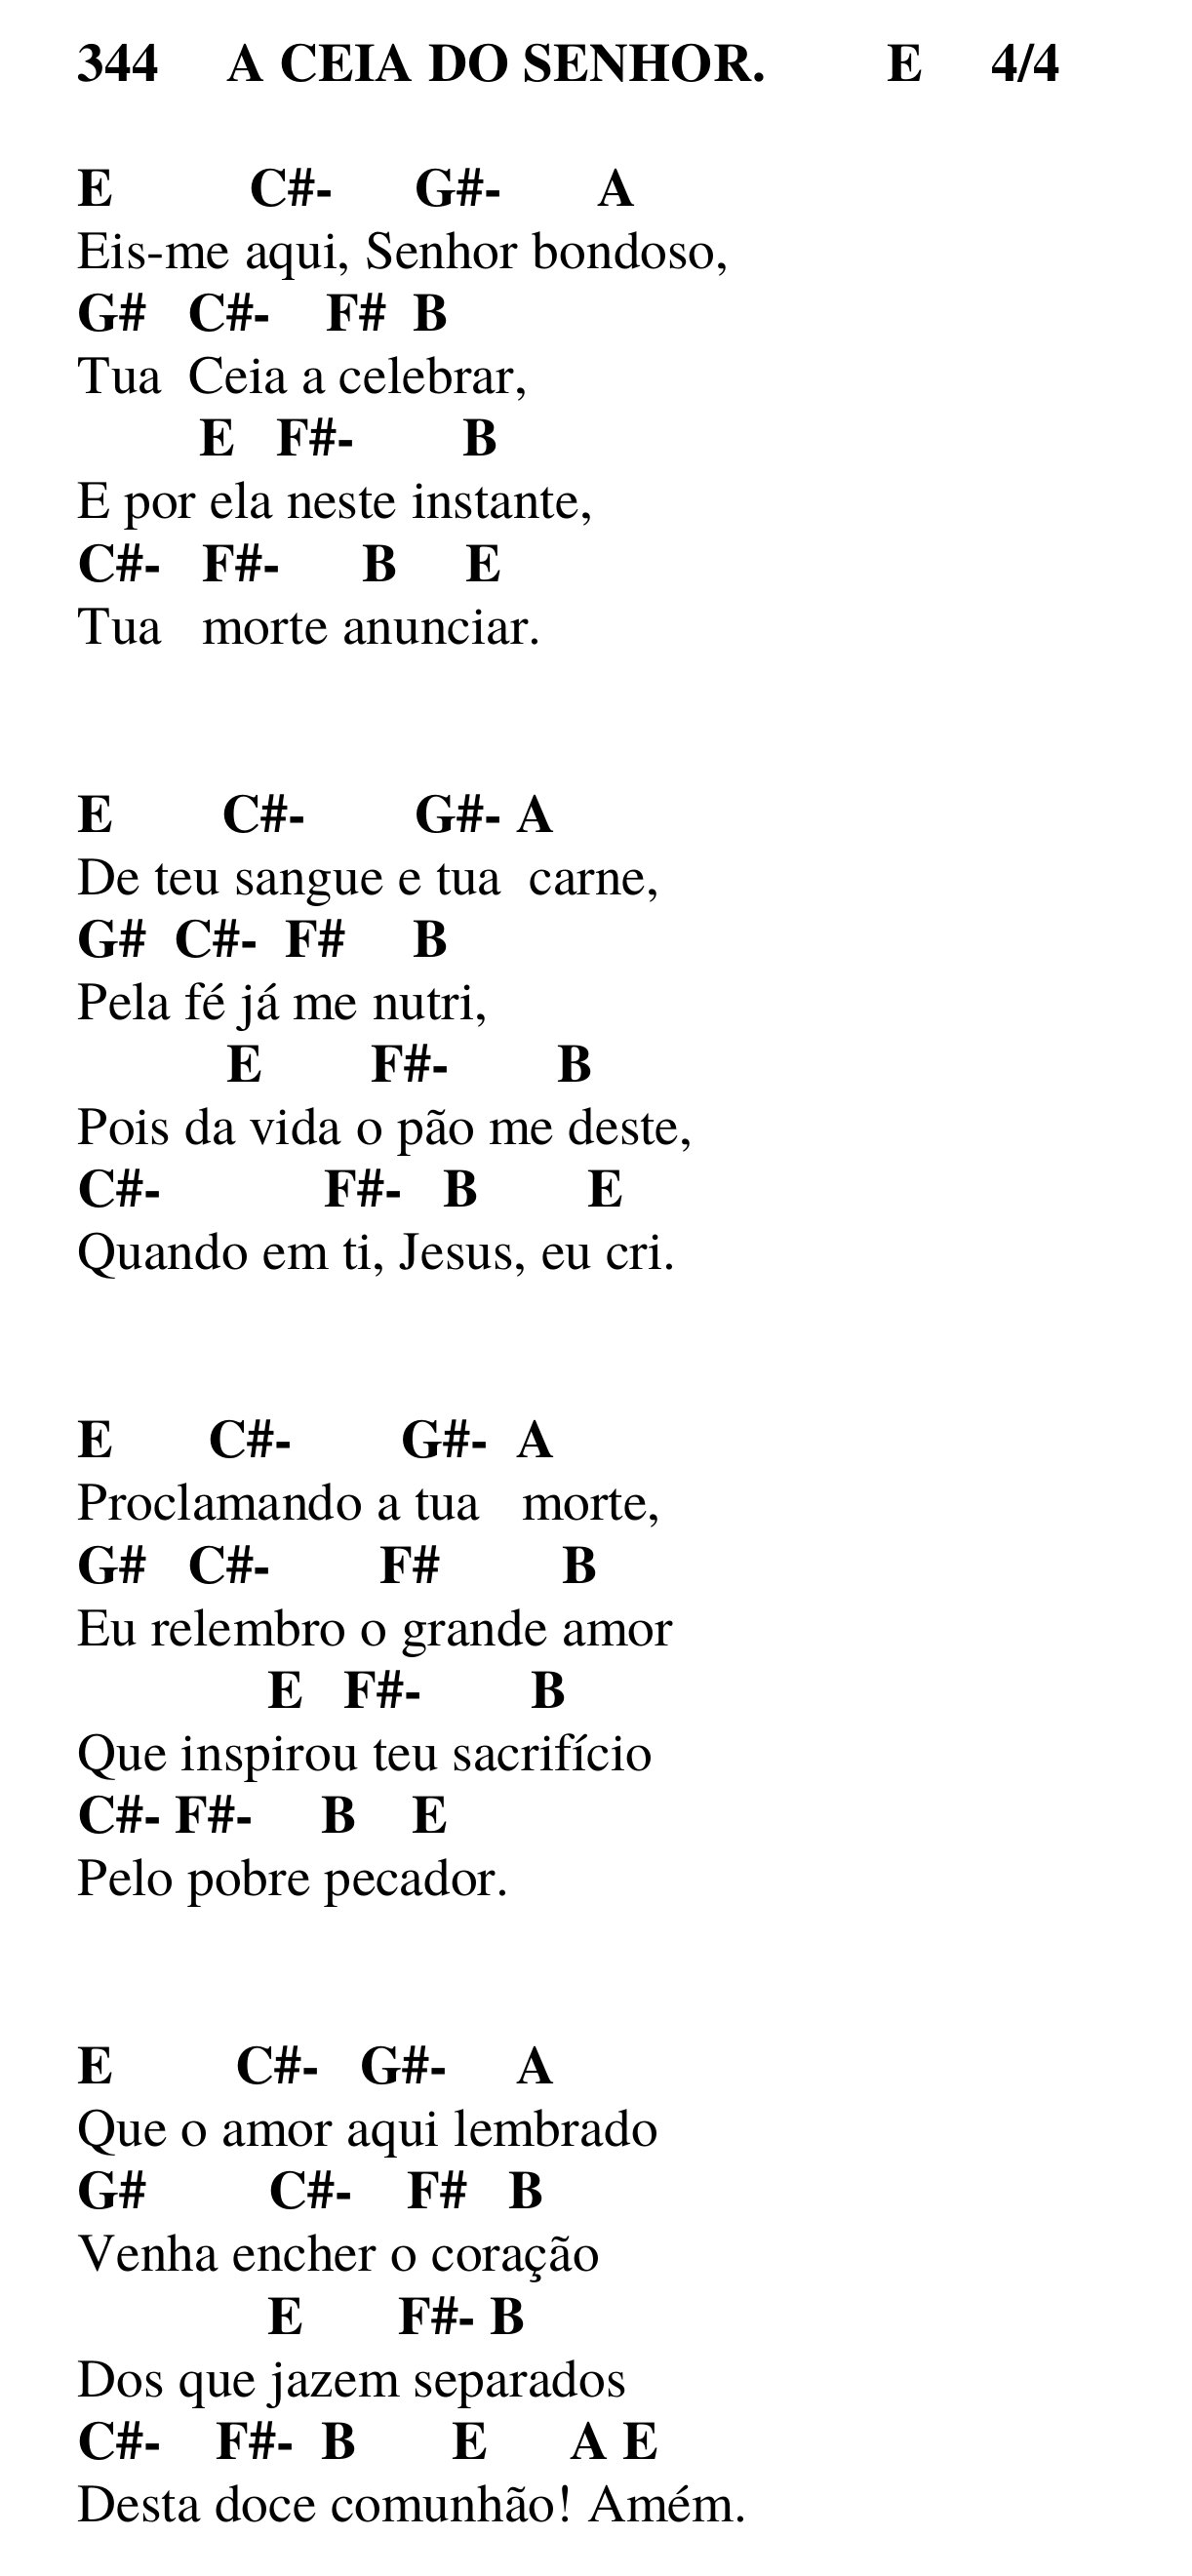 344     A CEIA DO SENHOR.         E     4/4
E          C#-      G#-       A
Eis-me aqui, Senhor bondoso,
G#   C#-    F#  B
Tua  Ceia a celebrar,
         E   F#-        B
E por ela neste instante,
C#-   F#-      B     E
Tua   morte anunciar.
E        C#-        G#- A
De teu sangue e tua  carne,
G#  C#-  F#     B
Pela fé já me nutri,
           E        F#-        B
Pois da vida o pão me deste,
C#-            F#-   B        E
Quando em ti, Jesus, eu cri.
E       C#-        G#-  A
Proclamando a tua   morte,
G#   C#-        F#         B
Eu relembro o grande amor
              E   F#-        B
Que inspirou teu sacrifício
C#- F#-     B    E
Pelo pobre pecador.
E         C#-   G#-     A
Que o amor aqui lembrado
G#         C#-    F#   B
Venha encher o coração
              E       F#- B
Dos que jazem separados
C#-    F#-  B       E      A E
Desta doce comunhão! Amém.